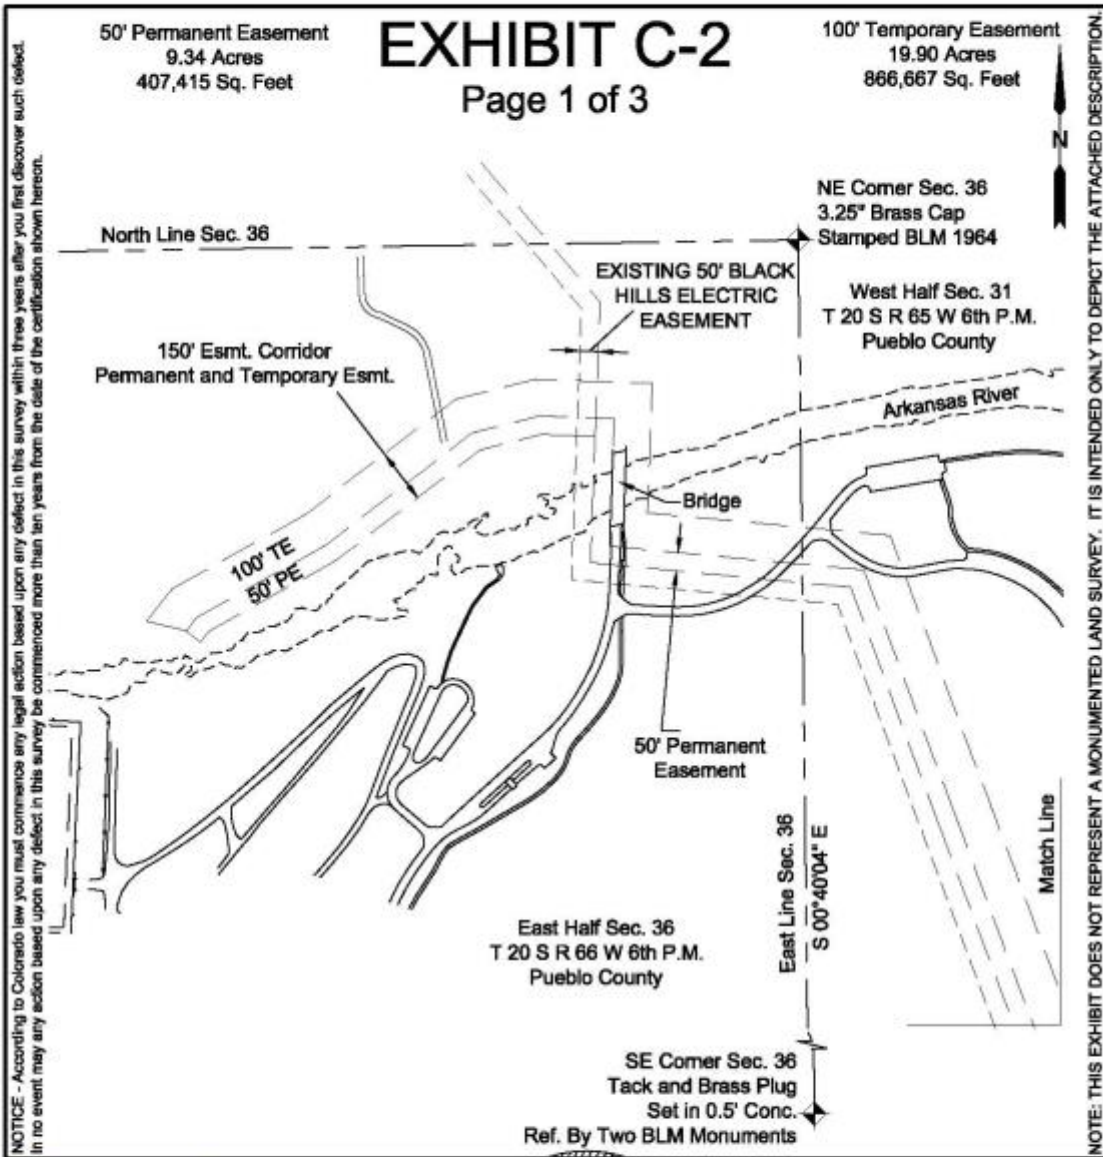 50' Permanent Easement
9.34 Acres
407,415 Sq. Feet
EXHIBIT C-2
Page 1 of 3
100' Temporary Easement
19.90 Acres
866,667 Sq. Feet
N
NOTICE - According to Colorado law you must commence any legal action based upon any defect in this survey within three years after you first discover such defect.
In no event may any action based upon any defect in this survey be commenced more than ten years from the date of the certification shown hereon.
North Line Sec. 36
NE Corner Sec. 36
3.25" Brass Cap
Stamped BLM 1964
EXISTING 50' BLACK
HILLS ELECTRIC
EASEMENT
West Half Sec. 31
T 20 S R 65 W 6th P.M.
Pueblo County
150' Esmt. Corridor
Permanent and Temporary Esmt.
Arkansas River
Bridge
100' TE
50' PE
50' Permanent
Easement
East Line Sec. 36
S 00°40'04" E
Match Line
East Half Sec. 36
T 20 S R 66 W 6th P.M.
Pueblo County
SE Corner Sec. 36
Tack and Brass Plug
Set in 0.5' Conc.
Ref. By Two BLM Monuments
NOTE: THIS EXHIBIT DOES NOT REPRESENT A MONUMENTED LAND SURVEY. IT IS INTENDED ONLY TO DEPICT THE ATTACHED DESCRIPTION.